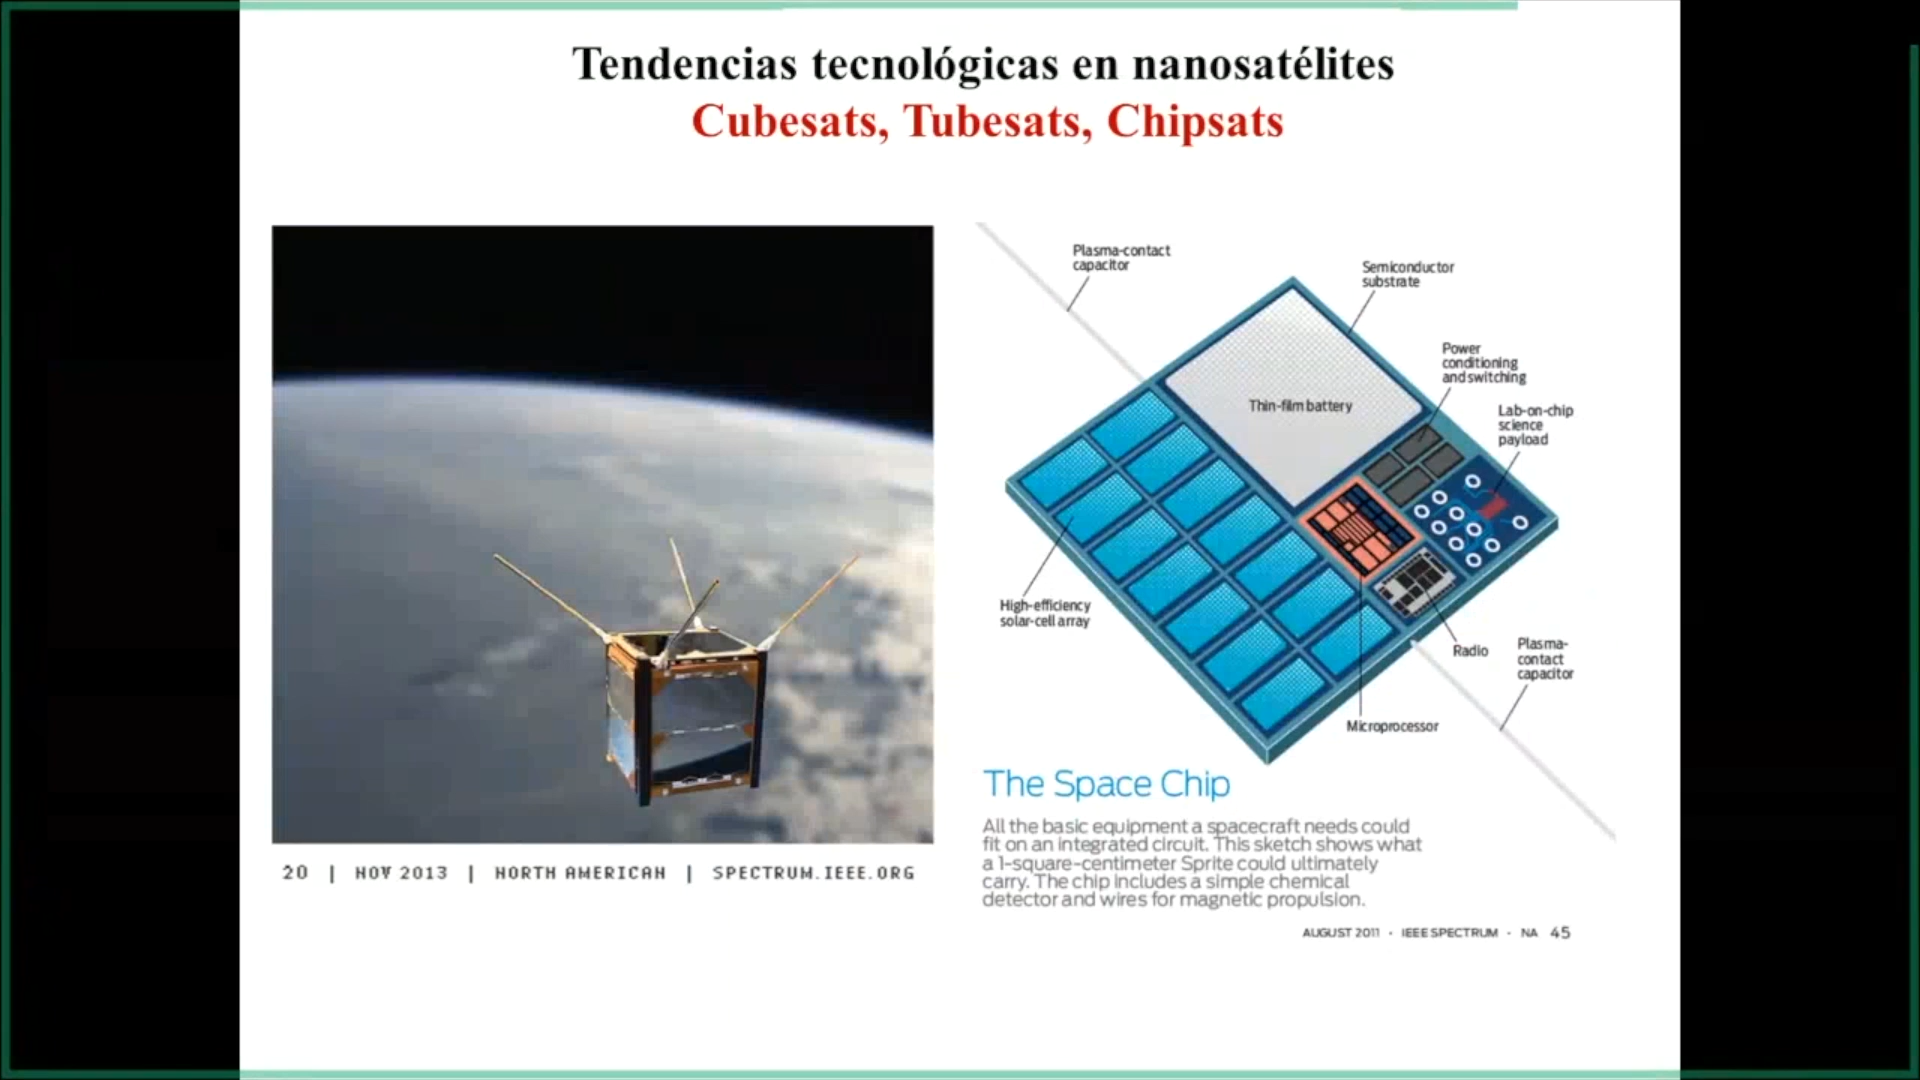 Tendencias tecnológicas en nanosatélites
Cubesats, Tubesats, Chipsats
20 | NOV 2013 | NORTH AMERICAN | SPECTRUM.IEEE.ORG
Plasma-contact
capacitor
Semiconductor
substrate
Power
conditioning
and switching
Lab-on-chip
science
payload
Thin-film battery
High-efficiency
solar-cell array
Radio
Plasma-
contact
capacitor
Microprocessor
The Space Chip
All the basic equipment a spacecraft needs could
fit on an integrated circuit. This sketch shows what
a 1-square-centimeter Sprite could ultimately
carry. The chip includes a simple chemical
detector and wires for magnetic propulsion.
AUGUST 2011 · IEEE SPECTRUM · NA 45